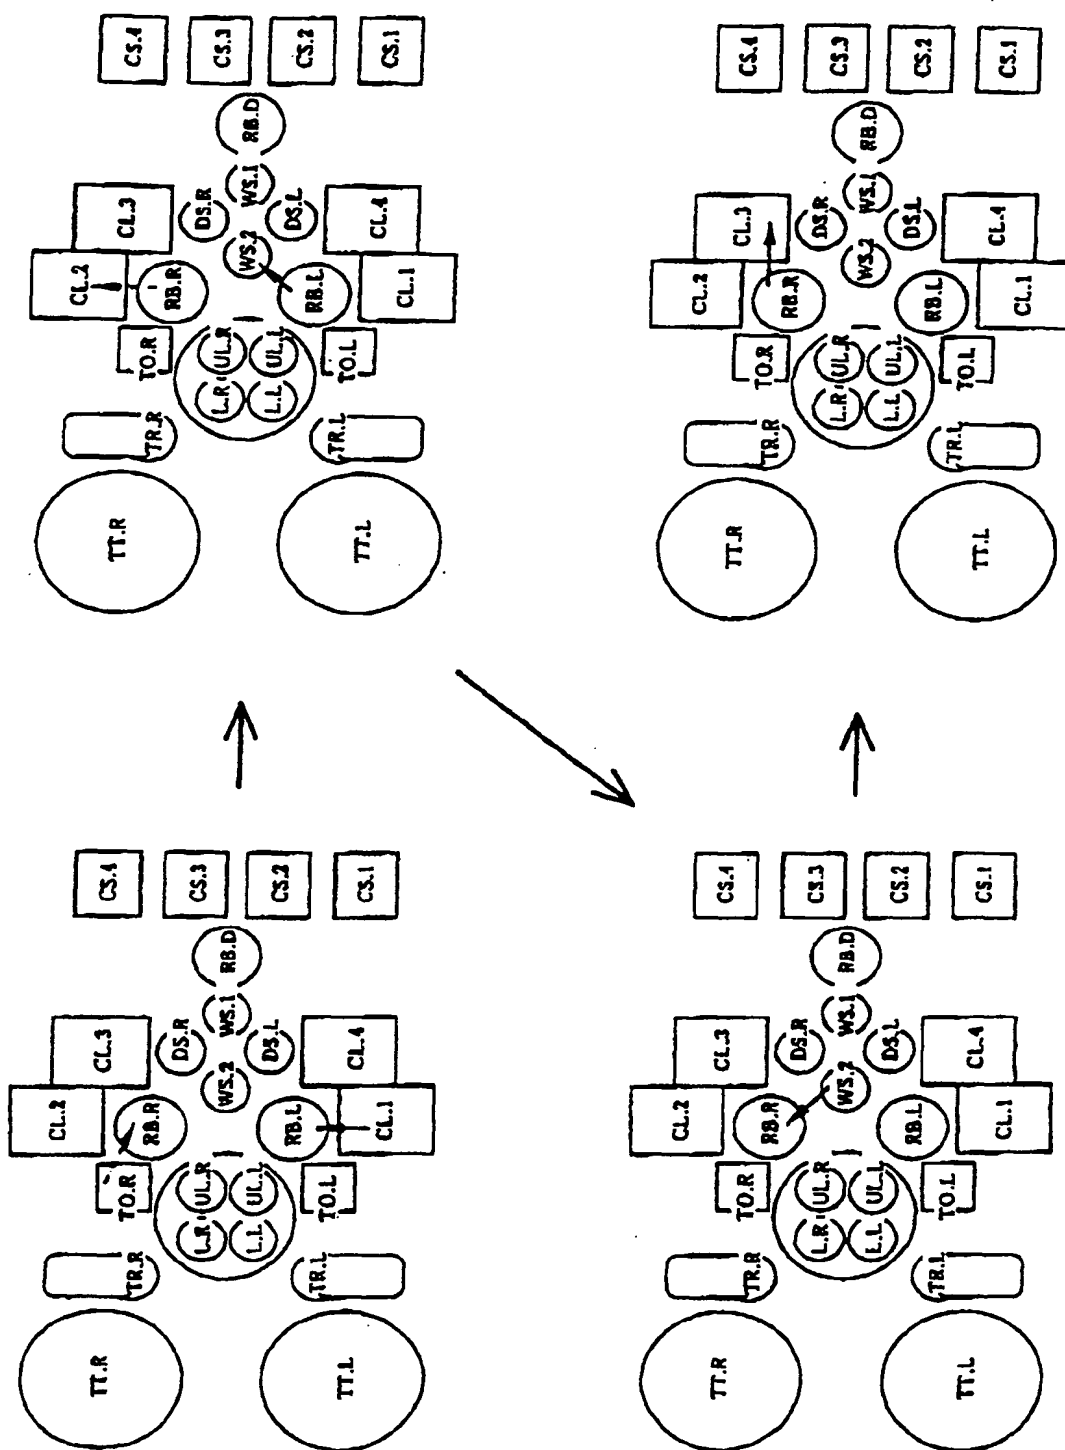 TT.R
TT.L
TR.R
TR.L
L.R
L.L
UL.R
UL.L
TO.R
TO.L
RB.R
RB.L
CL.2
CL.1
WS.2
DS.R
DS.L
CL.3
CL.4
WS.1
RB.D
CS.4
CS.3
CS.2
CS.1
TT.R
TT.L
TR.R
TR.L
L.R
L.L
UL.R
UL.L
TO.R
TO.L
RB.R
RB.L
CL.2
CL.1
WS.2
DS.R
DS.L
CL.3
CL.4
WS.1
RB.D
CS.4
CS.3
CS.2
CS.1
TT.R
TT.L
TR.R
TR.L
L.R
L.L
UL.R
UL.L
TO.R
TO.L
RB.R
RB.L
CL.2
CL.1
WS.2
DS.R
DS.L
CL.3
CL.4
WS.1
RB.D
CS.4
CS.3
CS.2
CS.1
TT.R
TT.L
TR.R
TR.L
L.R
L.L
UL.R
UL.L
TO.R
TO.L
RB.R
RB.L
CL.2
CL.1
WS.2
DS.R
DS.L
CL.3
CL.4
WS.1
RB.D
CS.4
CS.3
CS.2
CS.1